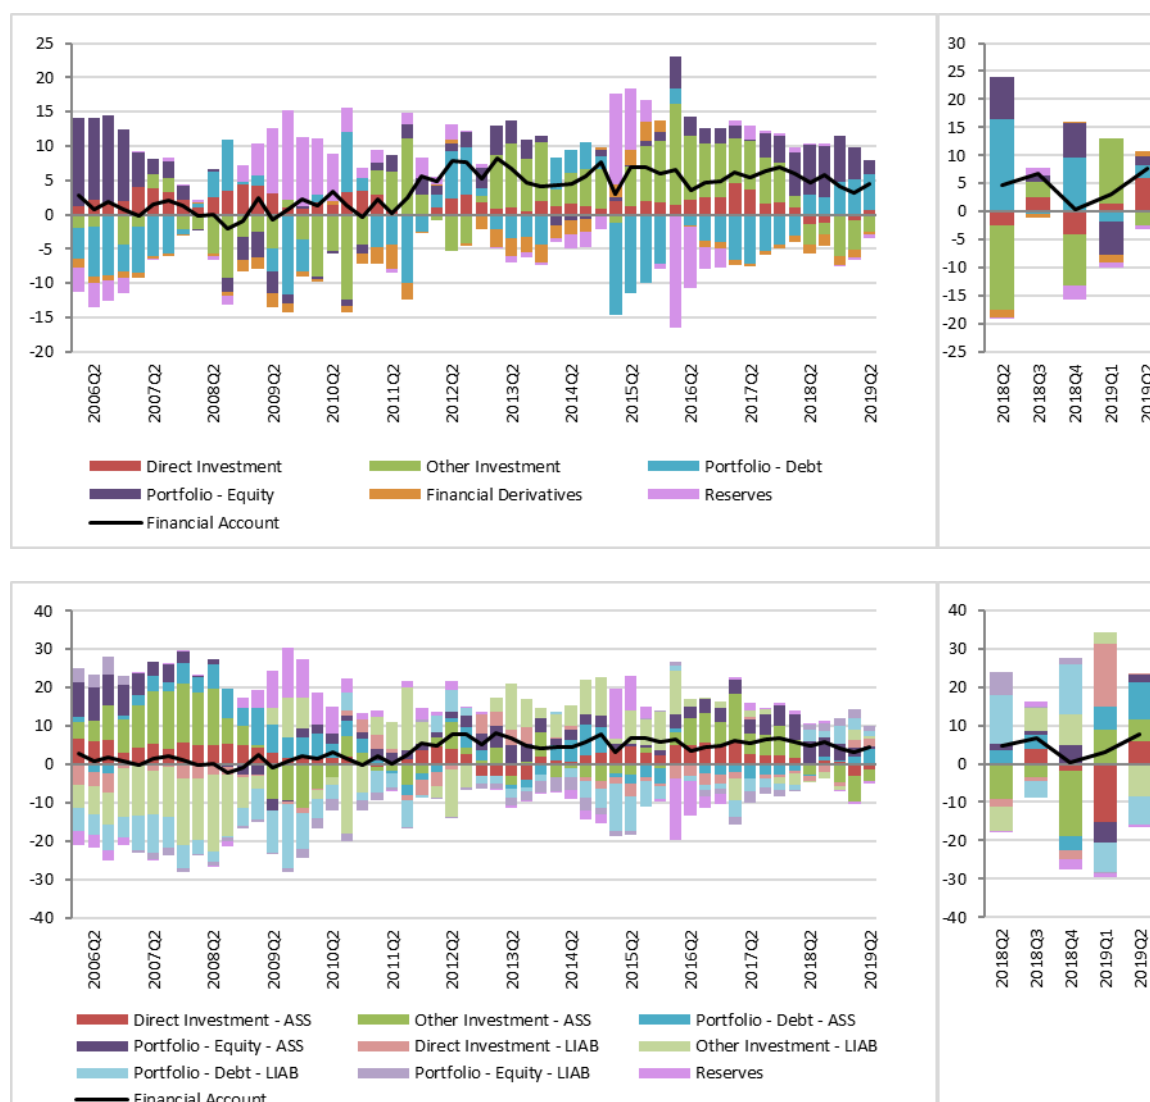 25
20
15
10
5
0
-5
-10
-15
-20
2006Q2
2007Q2
2008Q2
2009Q2
2010Q2
2011Q2
2012Q2
2013Q2
2014Q2
2015Q2
2016Q2
2017Q2
2018Q2
2019Q2
Direct Investment
Other Investment
Portfolio - Debt
Portfolio - Equity
Financial Derivatives
Reserves
Financial Account
30
25
20
15
10
5
0
-5
-10
-15
-20
-25
2018Q2
2018Q3
2018Q4
2019Q1
2019Q2
40
30
20
10
0
-10
-20
-30
-40
2006Q2
2007Q2
2008Q2
2009Q2
2010Q2
2011Q2
2012Q2
2013Q2
2014Q2
2015Q2
2016Q2
2017Q2
2018Q2
2019Q2
Direct Investment - ASS
Other Investment - ASS
Portfolio - Debt - ASS
Portfolio - Equity - ASS
Direct Investment - LIAB
Other Investment - LIAB
Portfolio - Debt - LIAB
Portfolio - Equity - LIAB
Reserves
Financial Account
40
30
20
10
0
-10
-20
-30
-40
2018Q2
2018Q3
2018Q4
2019Q1
2019Q2